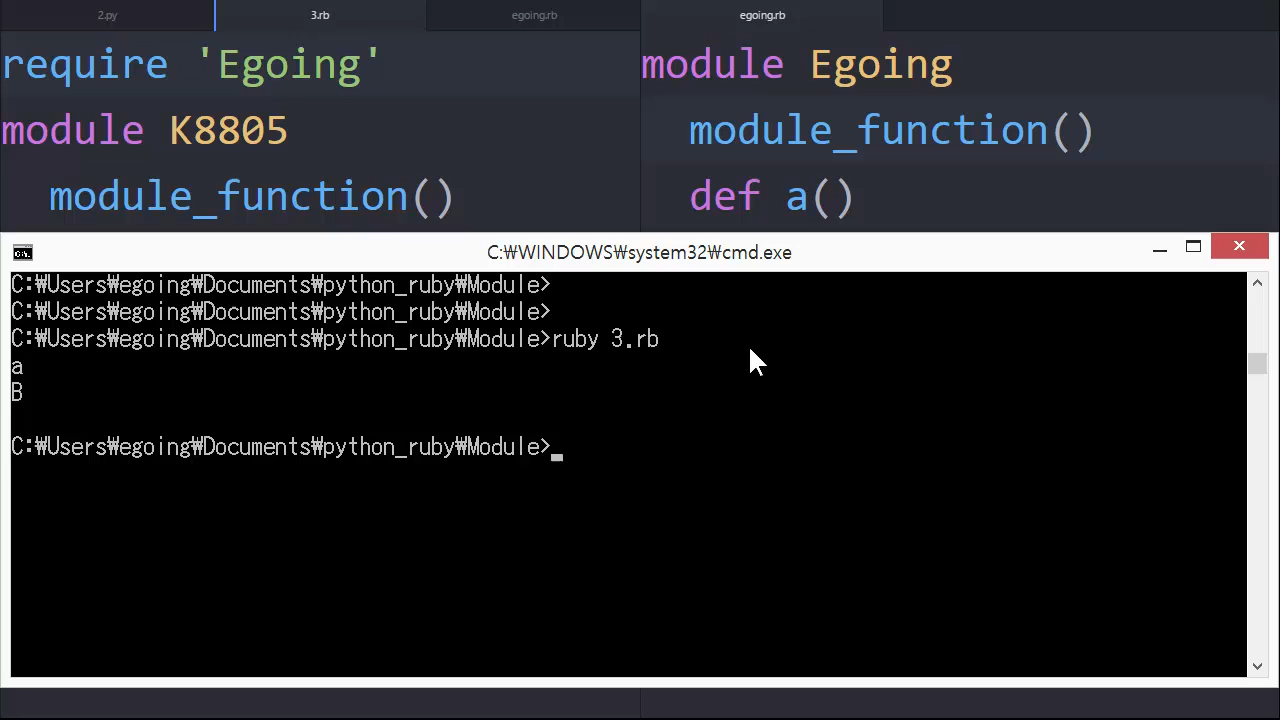 2.py
3.rb
egoing.rb
egoing.rb
require 'Egoing'
module K8805
module_function()
module Egoing
module_function()
def a()
C:₩WINDOWS₩system32₩cmd.exe
C:₩Users₩egoing₩Documents₩python_ruby₩Module>
C:₩Users₩egoing₩Documents₩python_ruby₩Module>
C:₩Users₩egoing₩Documents₩python_ruby₩Module>ruby 3.rb
a
B
C:₩Users₩egoing₩Documents₩python_ruby₩Module>